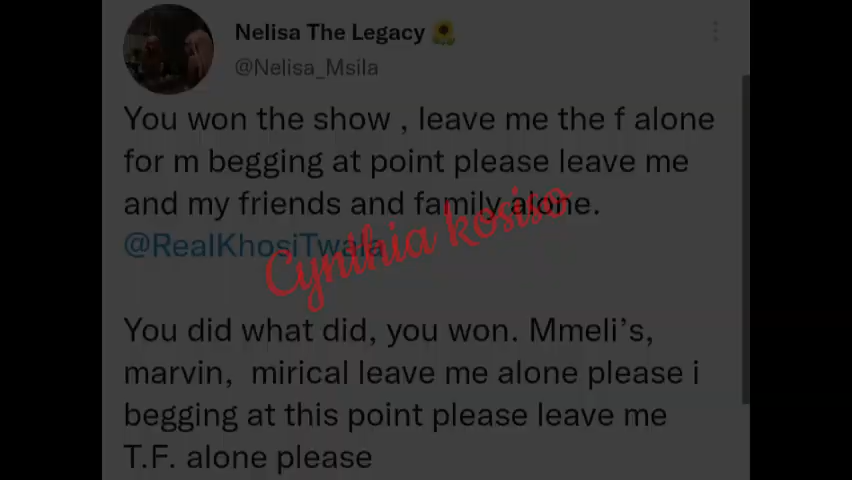 Nelisa The Legacy 🌻
@Nelisa_Msila
You won the show , leave me the f alone
for m begging at point please leave me
and my friends and family alone.
@RealKhosiTwala
Cynthia kosiso
You did what did, you won. Mmeli’s,
marvin, mirical leave me alone please i
begging at this point please leave me
T.F. alone please